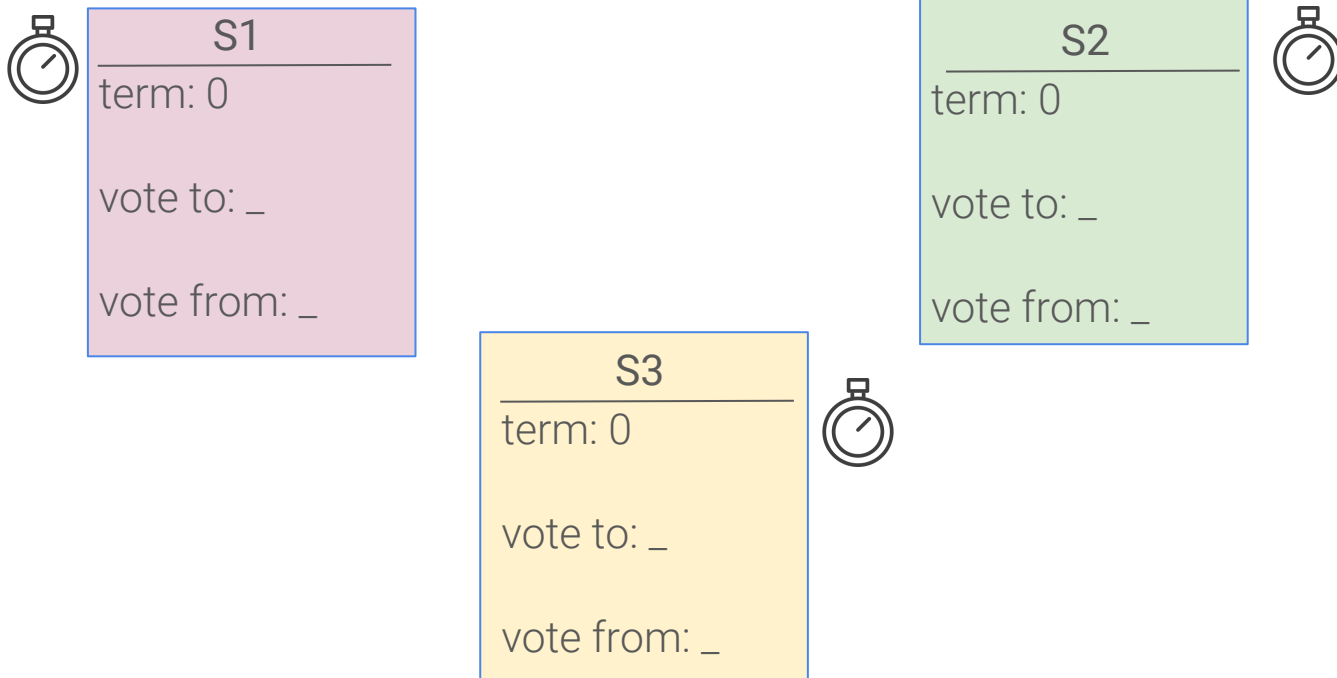 S1
term: 0
vote to: _
vote from: _
S2
term: 0
vote to: _
vote from: _
S3
term: 0
vote to: _
vote from: _